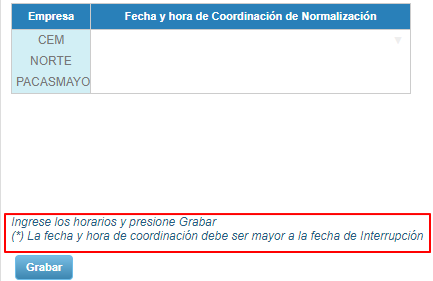 Empresa Fecha y hora de Coordinación de Normalización
CEM
NORTE
PACASMAYO
Ingrese los horarios y presione Grabar
(*) La fecha y hora de coordinación debe ser mayor a la fecha de Interrupción
Grabar